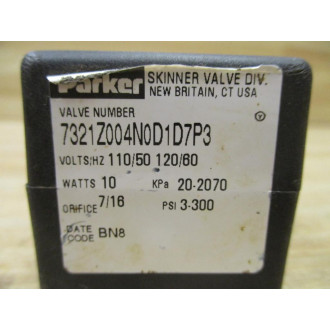 Parker SKINNER VALVE DIV.
NEW BRITAIN, CT USA
VALVE NUMBER
7321Z004N0D1D7P3
VOLTS/HZ 110/50 120/60
WATTS 10 KPa 20-2070
ORIFICE 7/16 PSI 3-300
DATE CODE BN8